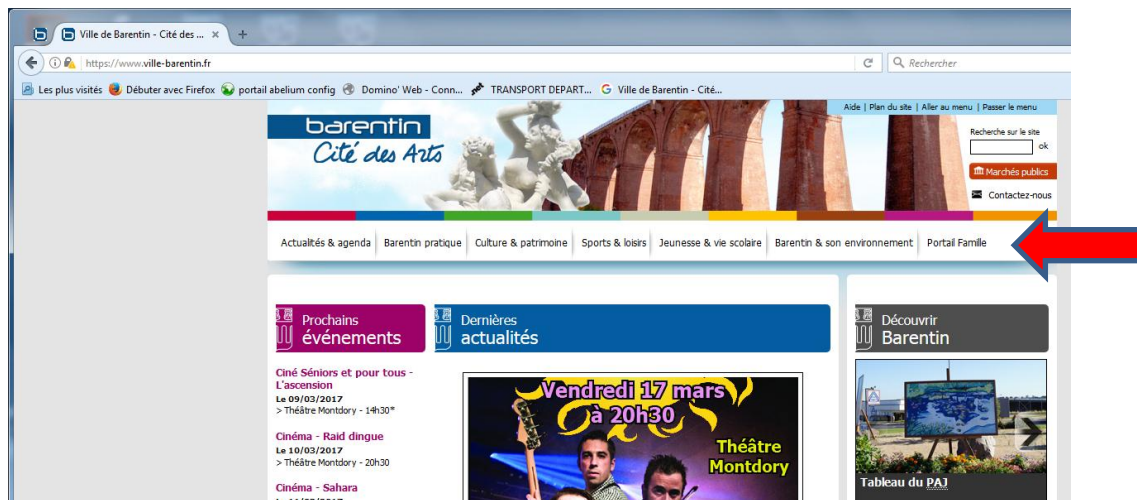 Ville de Barentin - Cité des ... × +
https://www.ville-barentin.fr
Rechercher
Les plus visités Débuter avec Firefox portail abelium config Domino' Web - Conn... TRANSPORT DEPART... G Ville de Barentin - Cité...
Aide | Plan du site | Aller au menu | Passer le menu
barentin
Cité des Arts
Recherche sur le site
ok
Marchés publics
Contactez-nous
Actualités & agenda Barentin pratique Culture & patrimoine Sports & loisirs Jeunesse & vie scolaire Barentin & son environnement Portail Famille
Prochains
événements
Dernières
actualités
Découvrir
Barentin
Ciné Séniors et pour tous -
L'ascension
Le 09/03/2017
> Théâtre Montdory - 14h30*
Cinéma - Raid dingue
Le 10/03/2017
> Théâtre Montdory - 20h30
Cinéma - Sahara
Vendredi 17 mars
à 20h30
Théâtre
Montdory
Tableau du PAJ